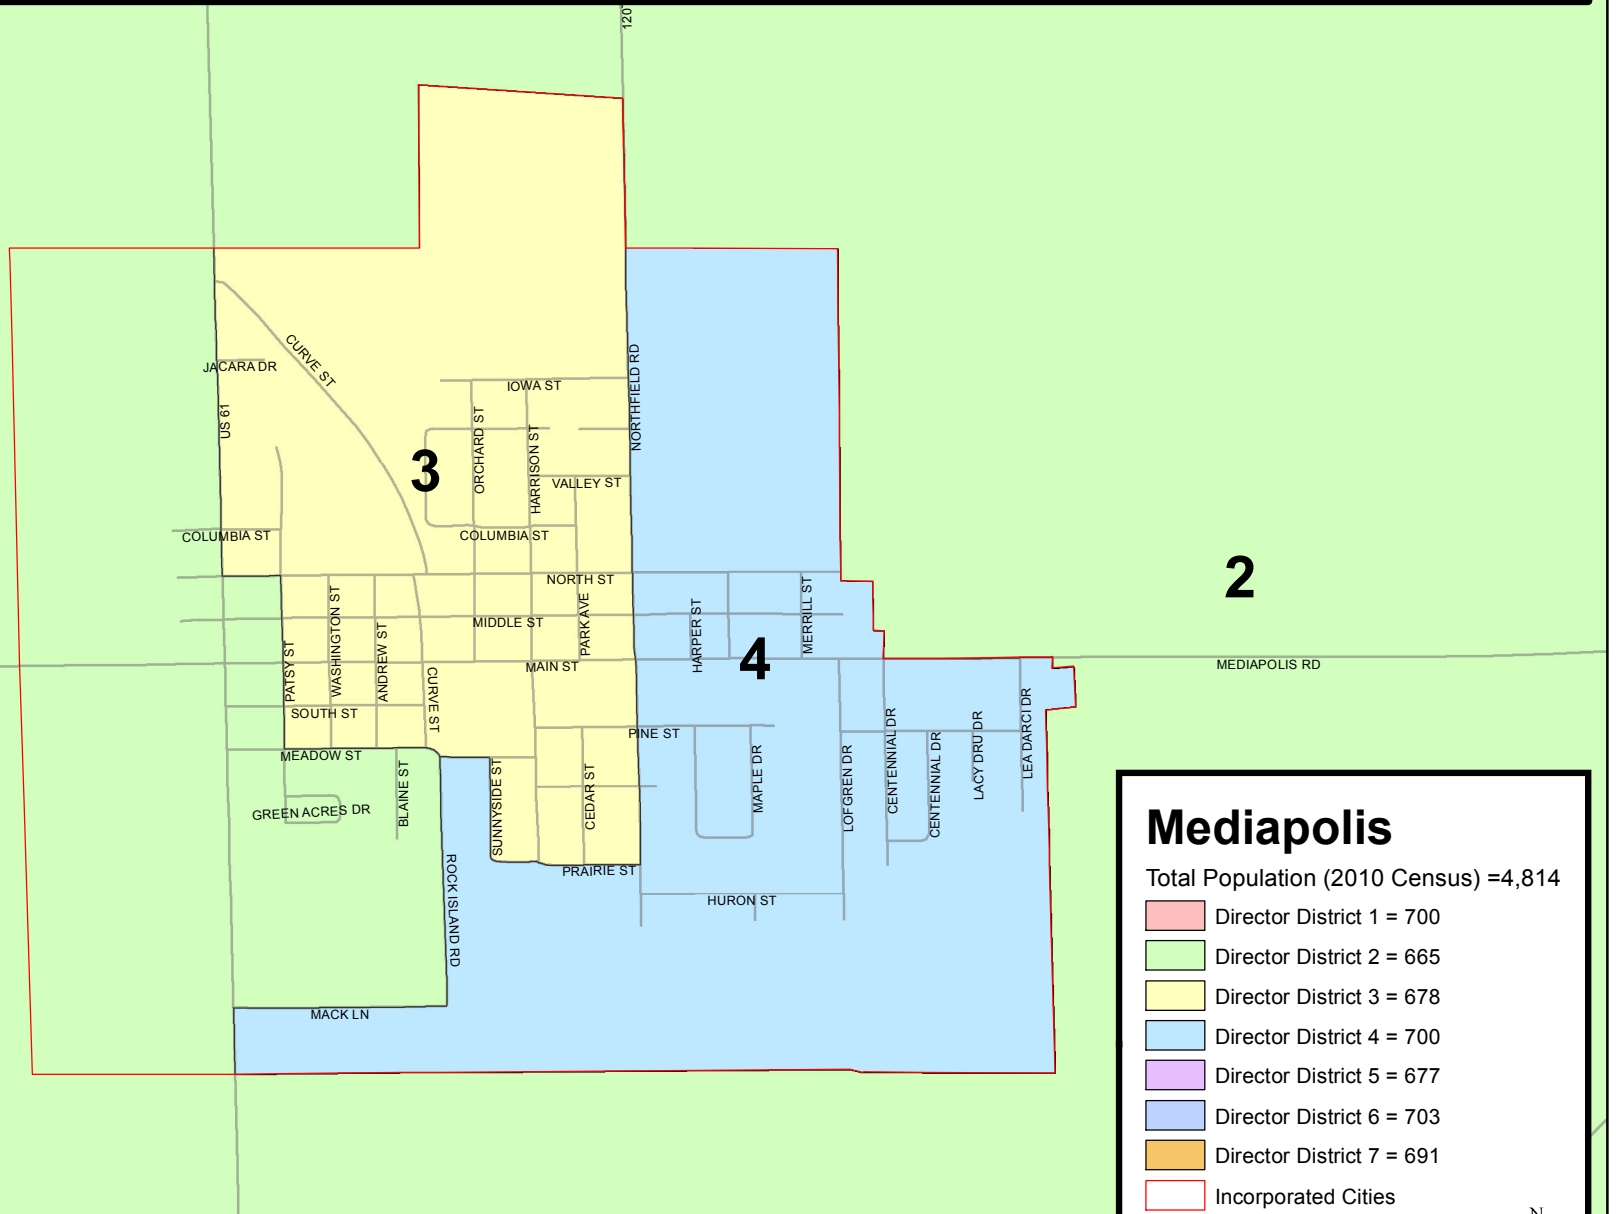 120
JACARA DR
CURVE ST
IOWA ST
NORTHFIELD RD
US 61
ORCHARD ST
HARRISON ST
3
VALLEY ST
COLUMBIA ST
COLUMBIA ST
NORTH ST
2
WASHINGTON ST
PARK AVE
HARPER ST
MERRILL ST
MIDDLE ST
ANDREW ST
PATSY ST
4
MAIN ST
MEDIAPOLIS RD
CURVE ST
SOUTH ST
PINE ST
CENTENNIAL DR
LACY DRU DR
LEA DARCI DR
MEADOW ST
BLAINE ST
SUNNYSIDE ST
CEDAR ST
MAPLE DR
LOFGREN DR
CENTENNIAL DR
GREEN ACRES DR
PRAIRIE ST
ROCK ISLAND RD
HURON ST
MACK LN
Mediapolis
Total Population (2010 Census) =4,814
Director District 1 = 700
Director District 2 = 665
Director District 3 = 678
Director District 4 = 700
Director District 5 = 677
Director District 6 = 703
Director District 7 = 691
Incorporated Cities
N